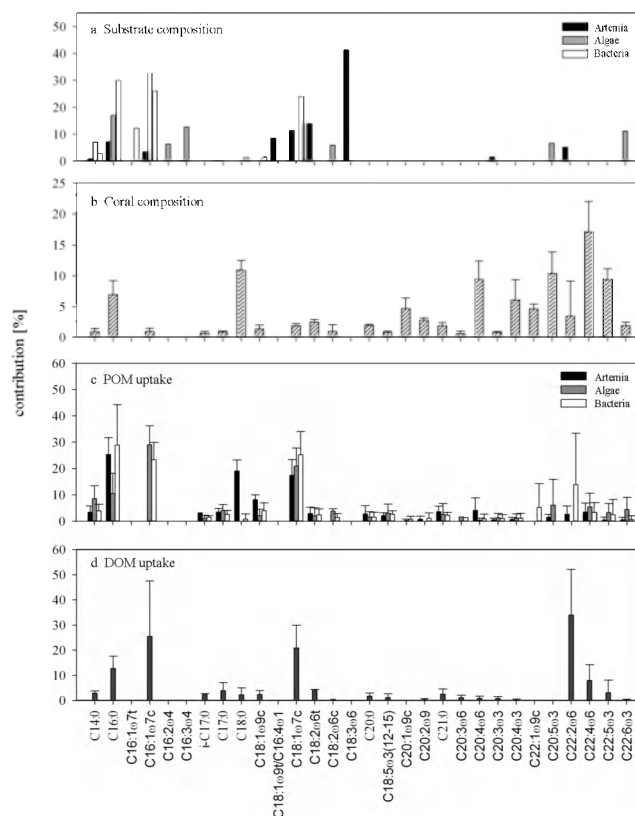 60
50
40
30
20
10
0
a Substrate composition
Artemia
Algae
Bacteria
25
20
15
10
5
0
b Coral composition
contribution [%]
60
50
40
30
20
10
0
c POM uptake
Artemia
Algae
Bacteria
60
50
40
30
20
10
0
d DOM uptake
C14:0
C16:0
C16:1ω7t
C16:1ω7c
C16:2ω4
C16:3ω4
i-C17:0
C17:0
C18:0
C18:1ω9c
C18:1ω9t/C16:4ω1
C18:1ω7c
C18:2ω6t
C18:2ω6c
C18:3ω6
C20:0
C18:5ω3(12-15)
C20:1ω9c
C20:2ω9
C21:0
C20:3ω6
C20:4ω6
C20:3ω3
C20:4ω3
C22:1ω9c
C20:5ω3
C22:2ω6
C22:4ω6
C22:5ω3
C22:6ω3